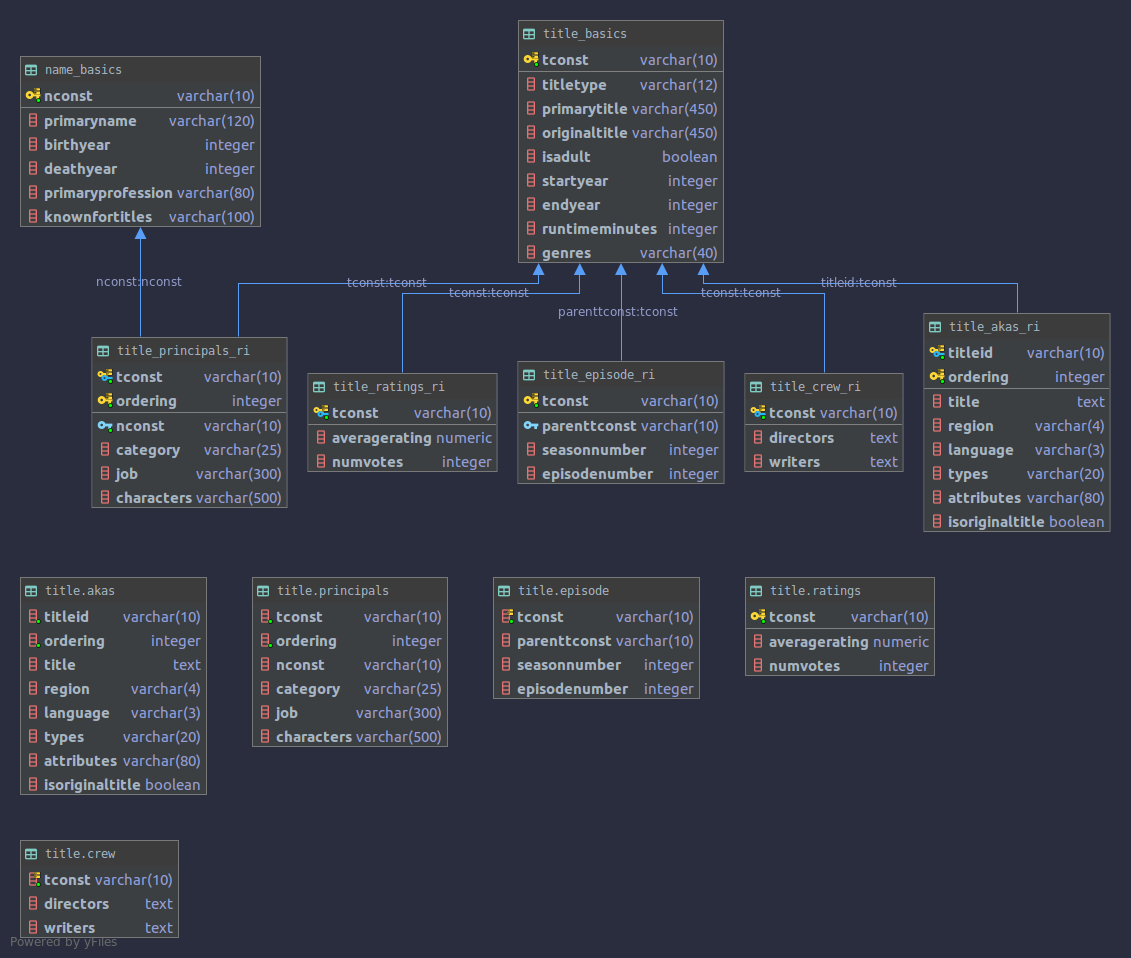 title_basics
tconst varchar(10)
titletype varchar(12)
primarytitle varchar(450)
originaltitle varchar(450)
isadult boolean
startyear integer
endyear integer
runtimeminutes integer
genres varchar(40)
name_basics
nconst varchar(10)
primaryname varchar(120)
birthyear integer
deathyear integer
primaryprofession varchar(80)
knownfortitles varchar(100)
nconst:nconst
tconst:tconst
tconst:tconst
parenttconst:tconst
tconst:tconst
titleid:tconst
title_principals_ri
tconst varchar(10)
ordering integer
nconst varchar(10)
category varchar(25)
job varchar(300)
characters varchar(500)
title_ratings_ri
tconst varchar(10)
averagerating numeric
numvotes integer
title_episode_ri
tconst varchar(10)
parenttconst varchar(10)
seasonnumber integer
episodenumber integer
title_crew_ri
tconst varchar(10)
directors text
writers text
title_akas_ri
titleid varchar(10)
ordering integer
title text
region varchar(4)
language varchar(3)
types varchar(20)
attributes varchar(80)
isoriginaltitle boolean
title.akas
titleid varchar(10)
ordering integer
title text
region varchar(4)
language varchar(3)
types varchar(20)
attributes varchar(80)
isoriginaltitle boolean
title.principals
tconst varchar(10)
ordering integer
nconst varchar(10)
category varchar(25)
job varchar(300)
characters varchar(500)
title.episode
tconst varchar(10)
parenttconst varchar(10)
seasonnumber integer
episodenumber integer
title.ratings
tconst varchar(10)
averagerating numeric
numvotes integer
title.crew
tconst varchar(10)
directors text
writers text
Powered by yFiles